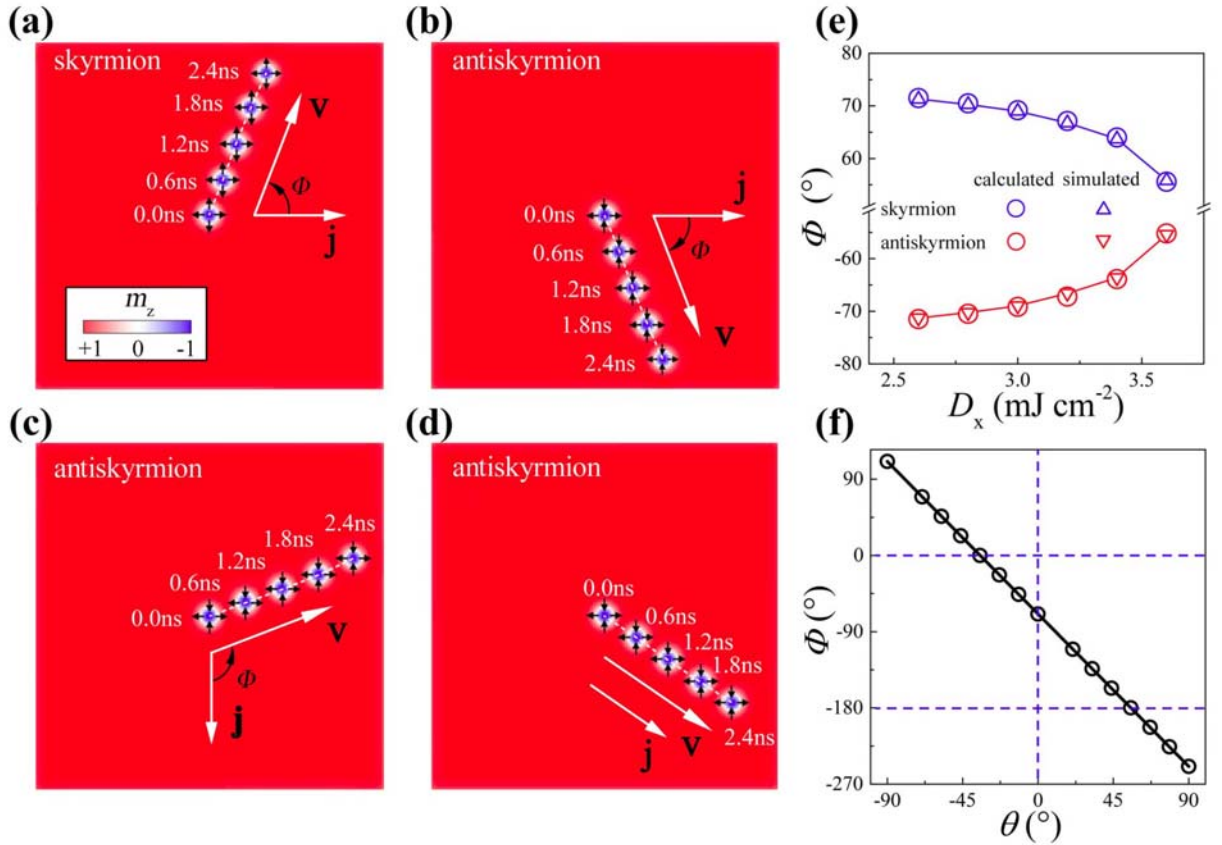 (a)
skyrmion
2.4ns
1.8ns
1.2ns
0.6ns
0.0ns
v
Φ
j
m_z
+1 0 -1
(b)
antiskyrmion
0.0ns
0.6ns
1.2ns
1.8ns
2.4ns
j
Φ
v
(e)
80
70
60
-60
-70
-80
Φ (°)
calculated simulated
skyrmion
antiskyrmion
2.5 3.0 3.5
D_x (mJ cm⁻²)
(c)
antiskyrmion
2.4ns
1.8ns
1.2ns
0.6ns
0.0ns
v
Φ
j
(d)
antiskyrmion
0.0ns
0.6ns
1.2ns
1.8ns
2.4ns
v
j
(f)
90
0
-90
-180
-270
Φ (°)
-90 -45 0 45 90
θ (°)